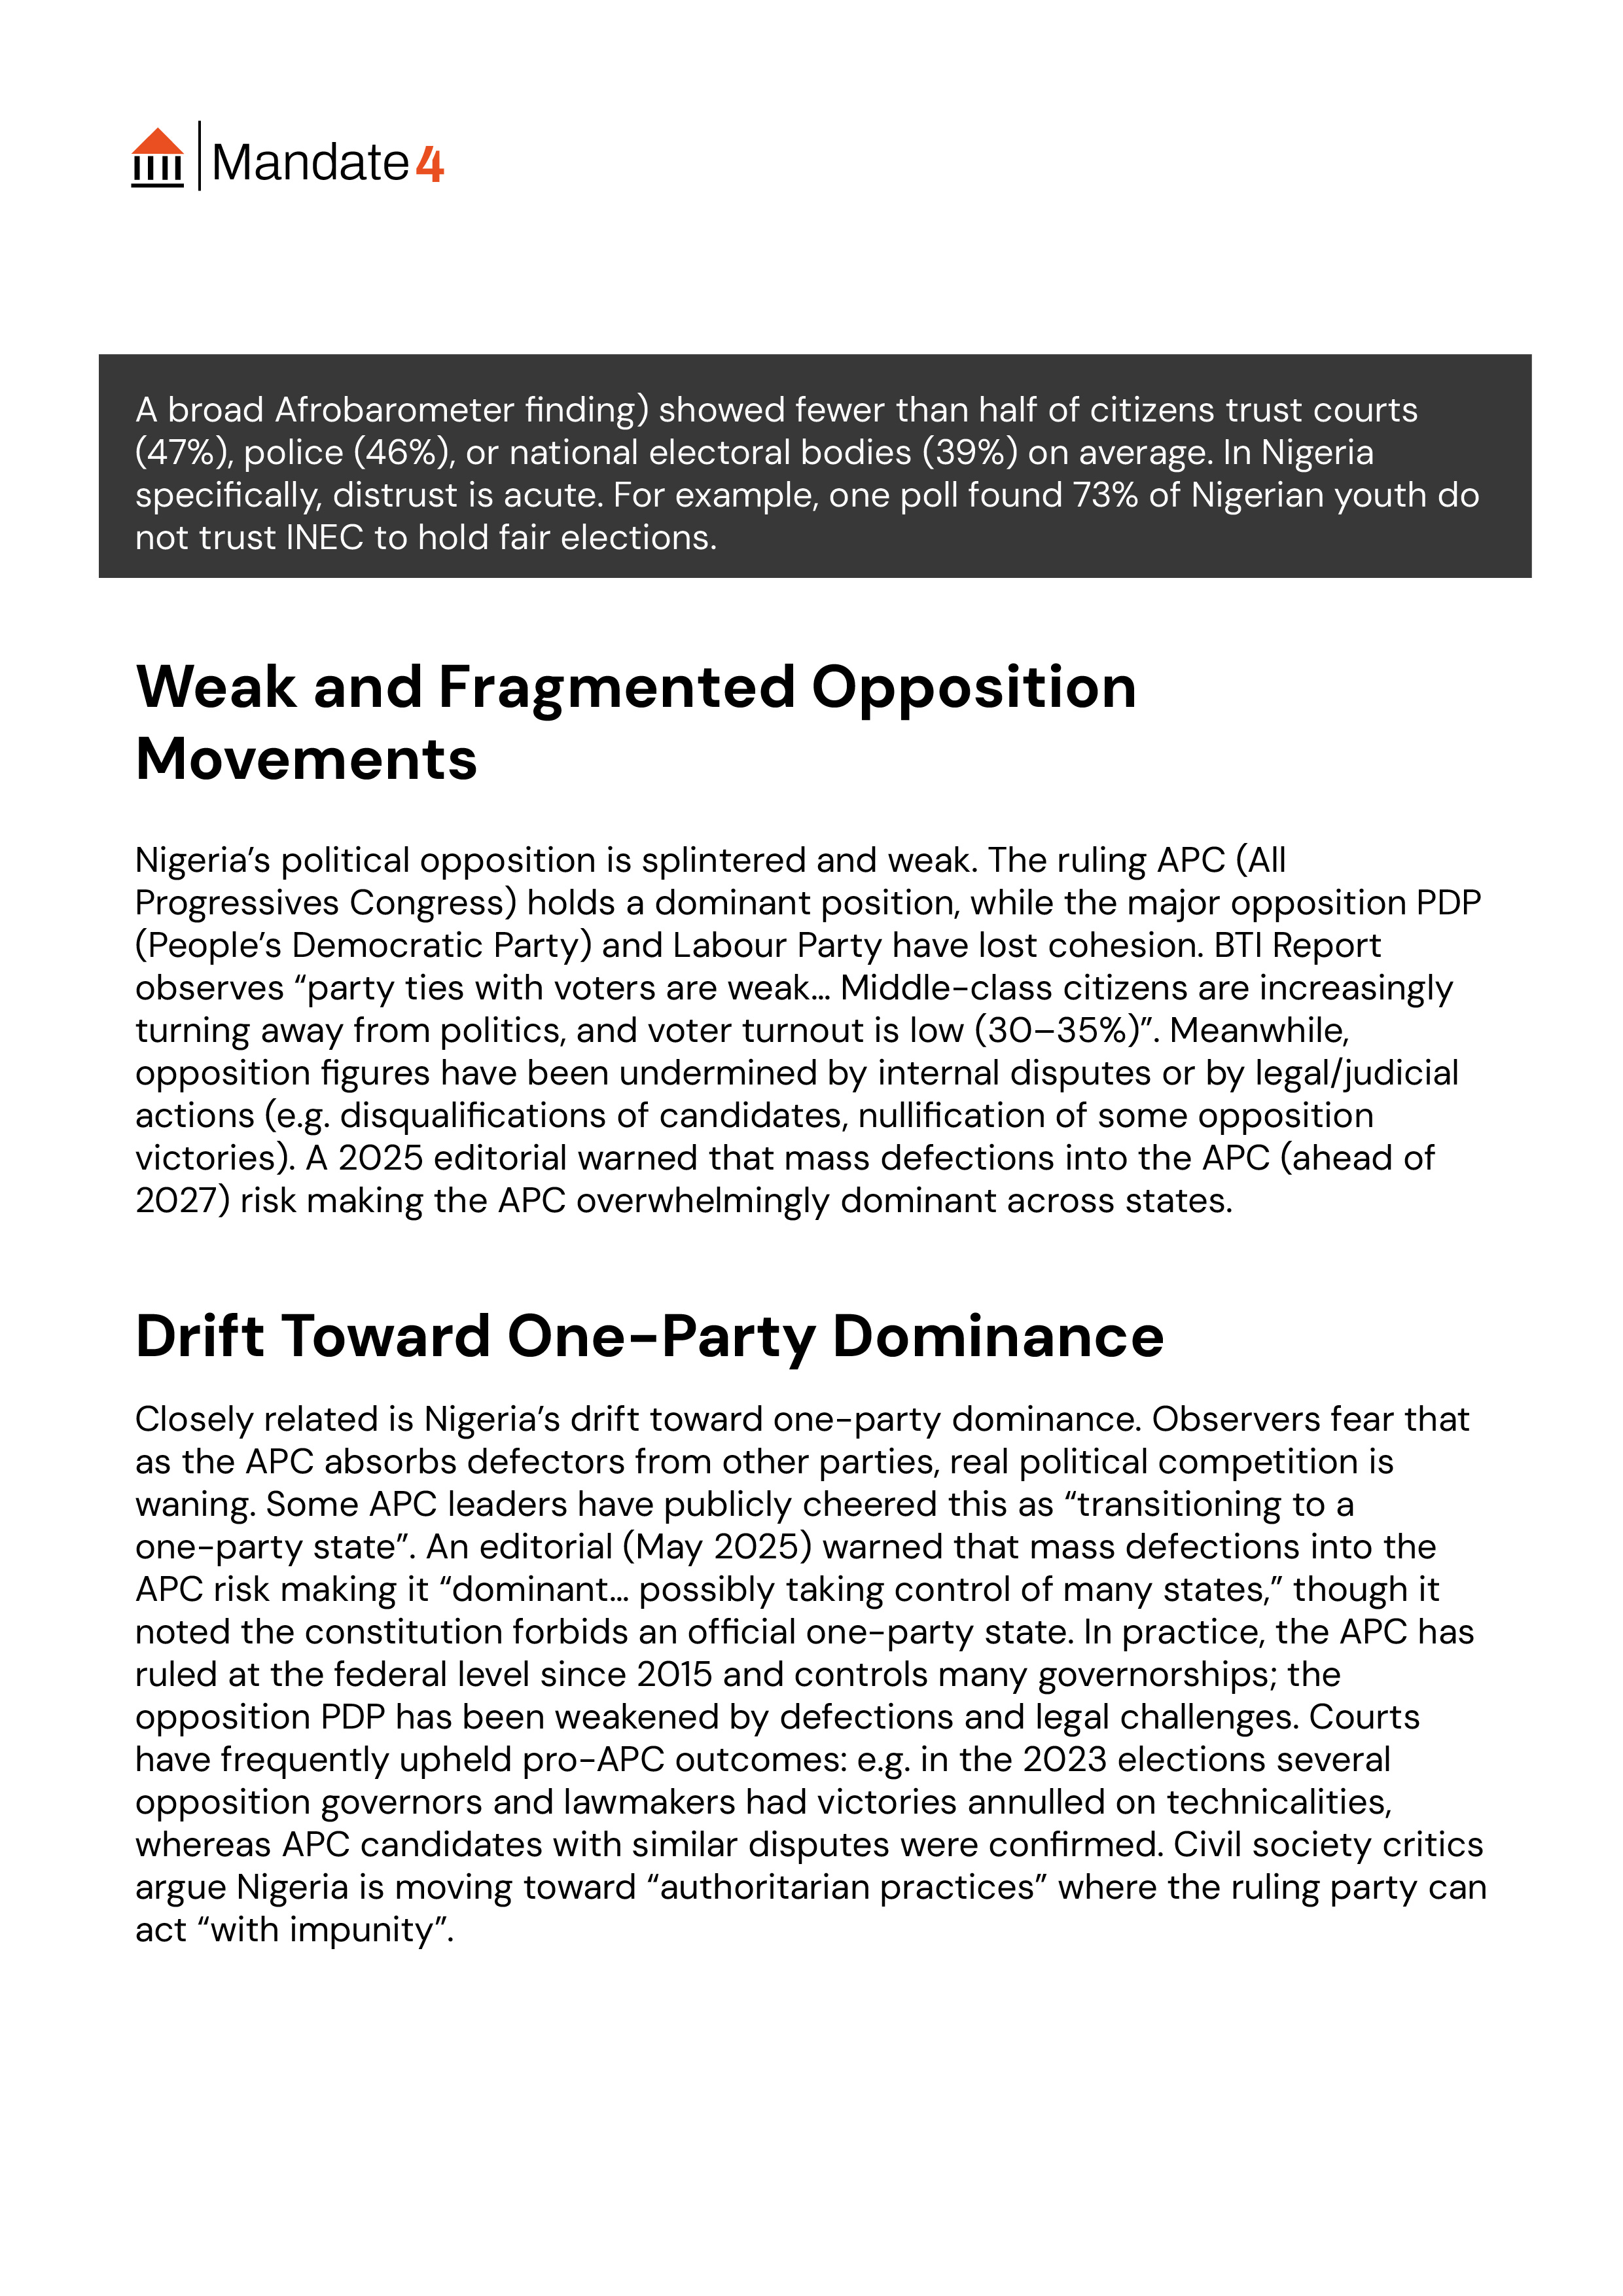 Mandate4
A broad Afrobarometer finding) showed fewer than half of citizens trust courts
(47%), police (46%), or national electoral bodies (39%) on average. In Nigeria
specifically, distrust is acute. For example, one poll found 73% of Nigerian youth do
not trust INEC to hold fair elections.
Weak and Fragmented Opposition
Movements
Nigeria’s political opposition is splintered and weak. The ruling APC (All
Progressives Congress) holds a dominant position, while the major opposition PDP
(People’s Democratic Party) and Labour Party have lost cohesion. BTI Report
observes “party ties with voters are weak… Middle-class citizens are increasingly
turning away from politics, and voter turnout is low (30–35%)”. Meanwhile,
opposition figures have been undermined by internal disputes or by legal/judicial
actions (e.g. disqualifications of candidates, nullification of some opposition
victories). A 2025 editorial warned that mass defections into the APC (ahead of
2027) risk making the APC overwhelmingly dominant across states.
Drift Toward One-Party Dominance
Closely related is Nigeria’s drift toward one-party dominance. Observers fear that
as the APC absorbs defectors from other parties, real political competition is
waning. Some APC leaders have publicly cheered this as “transitioning to a
one-party state”. An editorial (May 2025) warned that mass defections into the
APC risk making it “dominant… possibly taking control of many states,” though it
noted the constitution forbids an official one-party state. In practice, the APC has
ruled at the federal level since 2015 and controls many governorships; the
opposition PDP has been weakened by defections and legal challenges. Courts
have frequently upheld pro-APC outcomes: e.g. in the 2023 elections several
opposition governors and lawmakers had victories annulled on technicalities,
whereas APC candidates with similar disputes were confirmed. Civil society critics
argue Nigeria is moving toward “authoritarian practices” where the ruling party can
act “with impunity”.